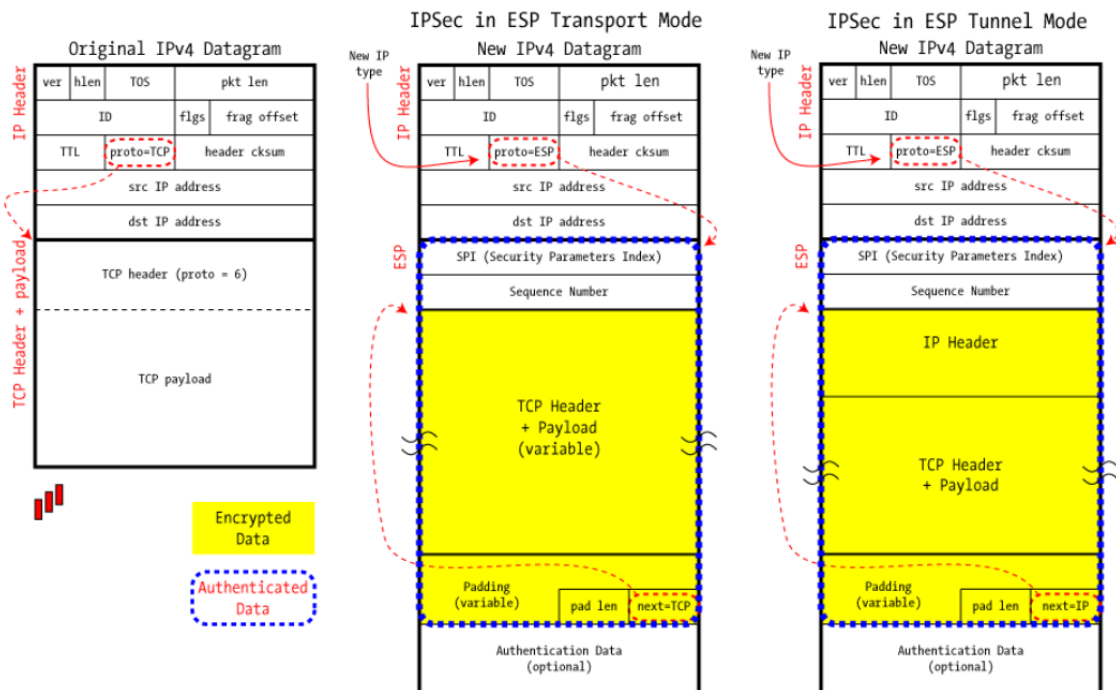 Original IPv4 Datagram
IP Header
ver hlen TOS pkt len
ID flgs frag offset
TTL proto=TCP header cksum
src IP address
dst IP address
TCP Header + payload
TCP header (proto = 6)
TCP payload
Encrypted
Data
Authenticated
Data
IPSec in ESP Transport Mode
New IPv4 Datagram
New IP
type
IP Header
ver hlen TOS pkt len
ID flgs frag offset
TTL proto=ESP header cksum
src IP address
dst IP address
ESP
SPI (Security Parameters Index)
Sequence Number
TCP Header
+ Payload
(variable)
Padding
(variable)
pad len next=TCP
Authentication Data
(optional)
IPSec in ESP Tunnel Mode
New IPv4 Datagram
New IP
type
IP Header
ver hlen TOS pkt len
ID flgs frag offset
TTL proto=ESP header cksum
src IP address
dst IP address
ESP
SPI (Security Parameters Index)
Sequence Number
IP Header
TCP Header
+ Payload
Padding
(variable)
pad len next=IP
Authentication Data
(optional)